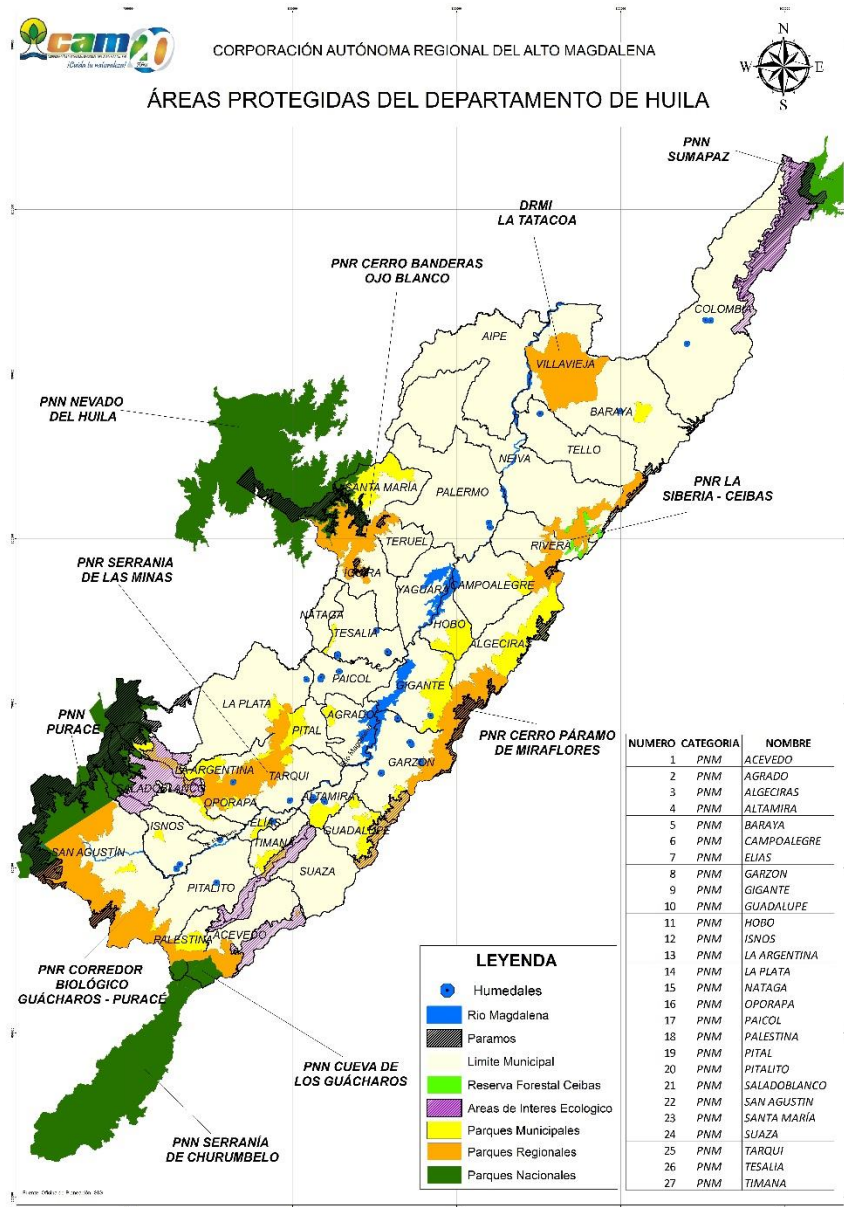 cam
¡Cuida tu naturaleza!
20
CORPORACIÓN AUTÓNOMA REGIONAL DEL ALTO MAGDALENA
N
W
E
S
ÁREAS PROTEGIDAS DEL DEPARTAMENTO DE HUILA
PNN
SUMAPAZ
DRMI
LA TATACOA
PNR CERRO BANDERAS
OJO BLANCO
COLOMBIA
AIPE
VILLAVIEJA
PNN NEVADO
DEL HUILA
BARAYA
TELLO
NEIVA
PNR LA
SIBERIA - CEIBAS
SANTA MARÍA
PALERMO
TERUEL
RIVERA
PNR SERRANIA
DE LAS MINAS
YAGUARÁ
CAMPOALEGRE
NATAGA
TESALIA
HOBO
ALGECIRAS
PAICOL
GIGANTE
LA PLATA
AGRADO
PITAL
PNN
PURACÉ
PNR CERRO PÁRAMO
DE MIRAFLORES
GARZON
LA ARGENTINA
TARQUI
SALADOBLANCO
OPORAPA
ALTAMIRA
ISNOS
ELIAS
TIMANA
GUADALUPE
SAN AGUSTÍN
SUAZA
PITALITO
PALESTINA
ACEVEDO
PNR CORREDOR
BIOLÓGICO
GUÁCHAROS - PURACÉ
PNN CUEVA DE
LOS GUÁCHAROS
PNN SERRANÍA
DE CHURUMBELO
LEYENDA
Humedales
Rio Magdalena
Paramos
Limite Municipal
Reserva Forestal Ceibas
Areas de Interes Ecologico
Parques Municipales
Parques Regionales
Parques Nacionales
NUMERO CATEGORIA NOMBRE
1 PNM ACEVEDO
2 PNM AGRADO
3 PNM ALGECIRAS
4 PNM ALTAMIRA
5 PNM BARAYA
6 PNM CAMPOALEGRE
7 PNM ELIAS
8 PNM GARZON
9 PNM GIGANTE
10 PNM GUADALUPE
11 PNM HOBO
12 PNM ISNOS
13 PNM LA ARGENTINA
14 PNM LA PLATA
15 PNM NATAGA
16 PNM OPORAPA
17 PNM PAICOL
18 PNM PALESTINA
19 PNM PITAL
20 PNM PITALITO
21 PNM SALADOBLANCO
22 PNM SAN AGUSTIN
23 PNM SANTA MARÍA
24 PNM SUAZA
25 PNM TARQUI
26 PNM TESALIA
27 PNM TIMANA